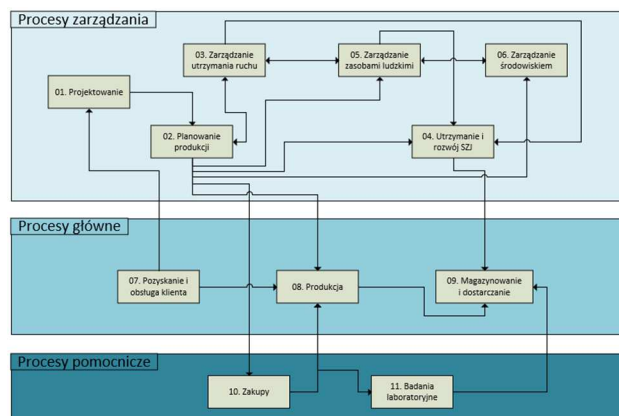 Procesy zarządzania
03. Zarządzanie
utrzymania ruchu
05. Zarządzanie
zasobami ludzkimi
06. Zarządzanie
środowiskiem
01. Projektowanie
02. Planowanie
produkcji
04. Utrzymanie i
rozwój SZJ
Procesy główne
07. Pozyskanie i
obsługa klienta
08. Produkcja
09. Magazynowanie
i dostarczanie
Procesy pomocnicze
10. Zakupy
11. Badania
laboratoryjne